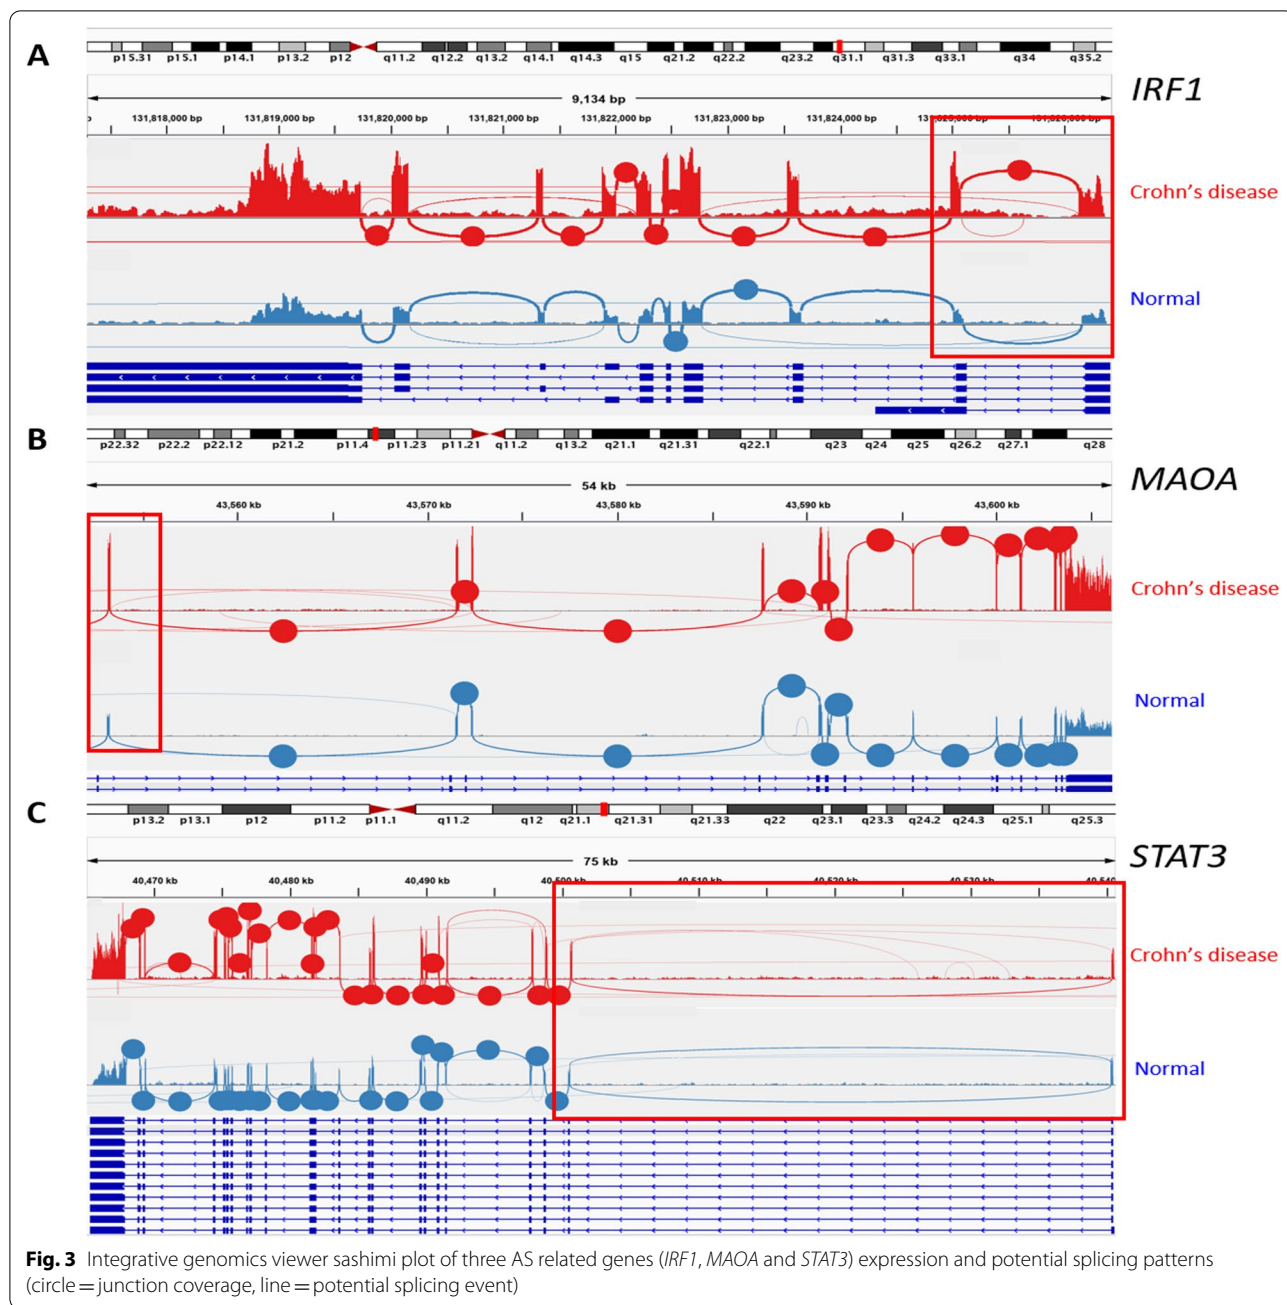 A
p15.31 p15.1 p14.1 p13.2 p12 q11.2 q12.2 q13.2 q14.1 q14.3 q15 q21.2 q22.2 q23.2 q31.1 q31.3 q33.1 q34 q35.2
IRF1
9,134 bp
131,818,000 bp 131,819,000 bp 131,820,000 bp 131,821,000 bp 131,822,000 bp 131,823,000 bp 131,824,000 bp
Crohn's disease
Normal
B
p22.32 p22.2 p22.12 p21.2 p11.4 p11.23 p11.21 q11.2 q13.2 q21.1 q21.31 q22.1 q23 q24 q25 q26.2 q27.1 q28
MAOA
54 kb
43,560 kb 43,570 kb 43,580 kb 43,590 kb 43,600 kb
Crohn's disease
Normal
C
p13.2 p13.1 p12 p11.2 p11.1 q11.2 q12 q21.1 q21.31 q21.33 q22 q23.1 q23.3 q24.2 q24.3 q25.1 q25.3
STAT3
75 kb
40,470 kb 40,480 kb 40,490 kb
Crohn's disease
Normal
Fig. 3 Integrative genomics viewer sashimi plot of three AS related genes (IRF1, MAOA and STAT3) expression and potential splicing patterns
(circle = junction coverage, line = potential splicing event)